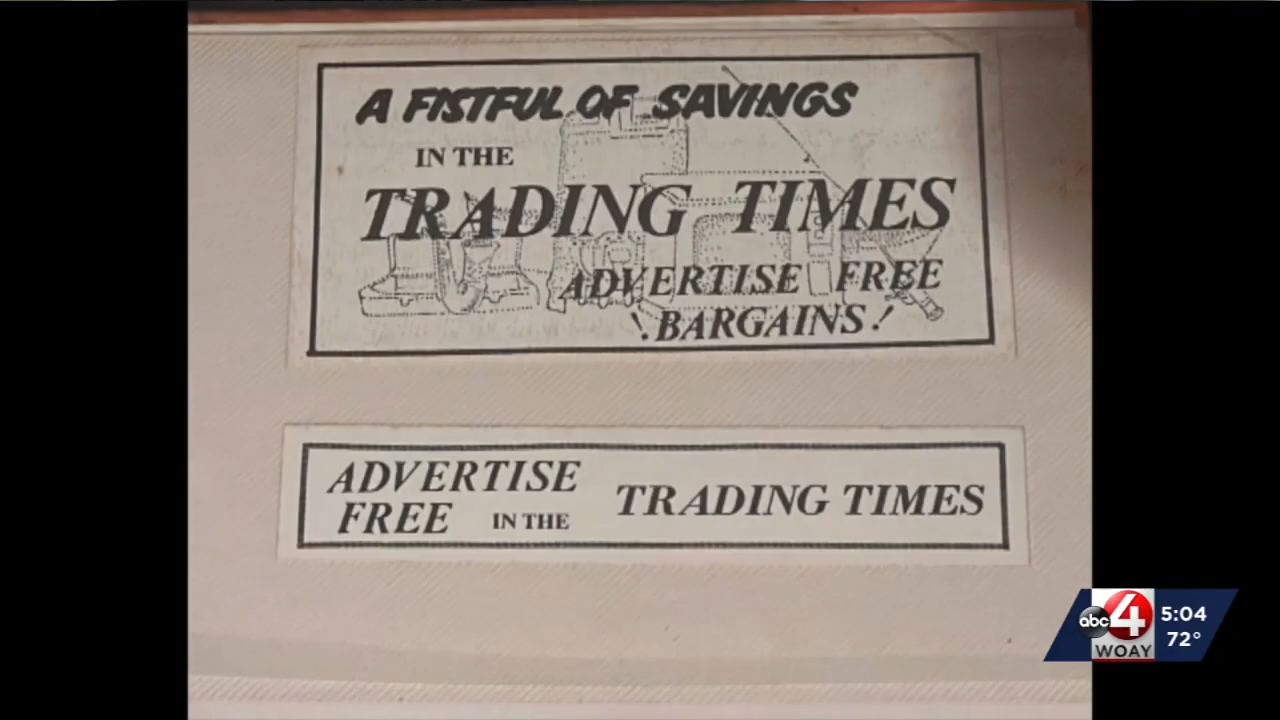 A FISTFUL OF SAVINGS
IN THE
TRADING TIMES
ADVERTISE FREE
! BARGAINS!
ADVERTISE
FREE IN THE
TRADING TIMES
abc 4
WOAY
5:04
72°